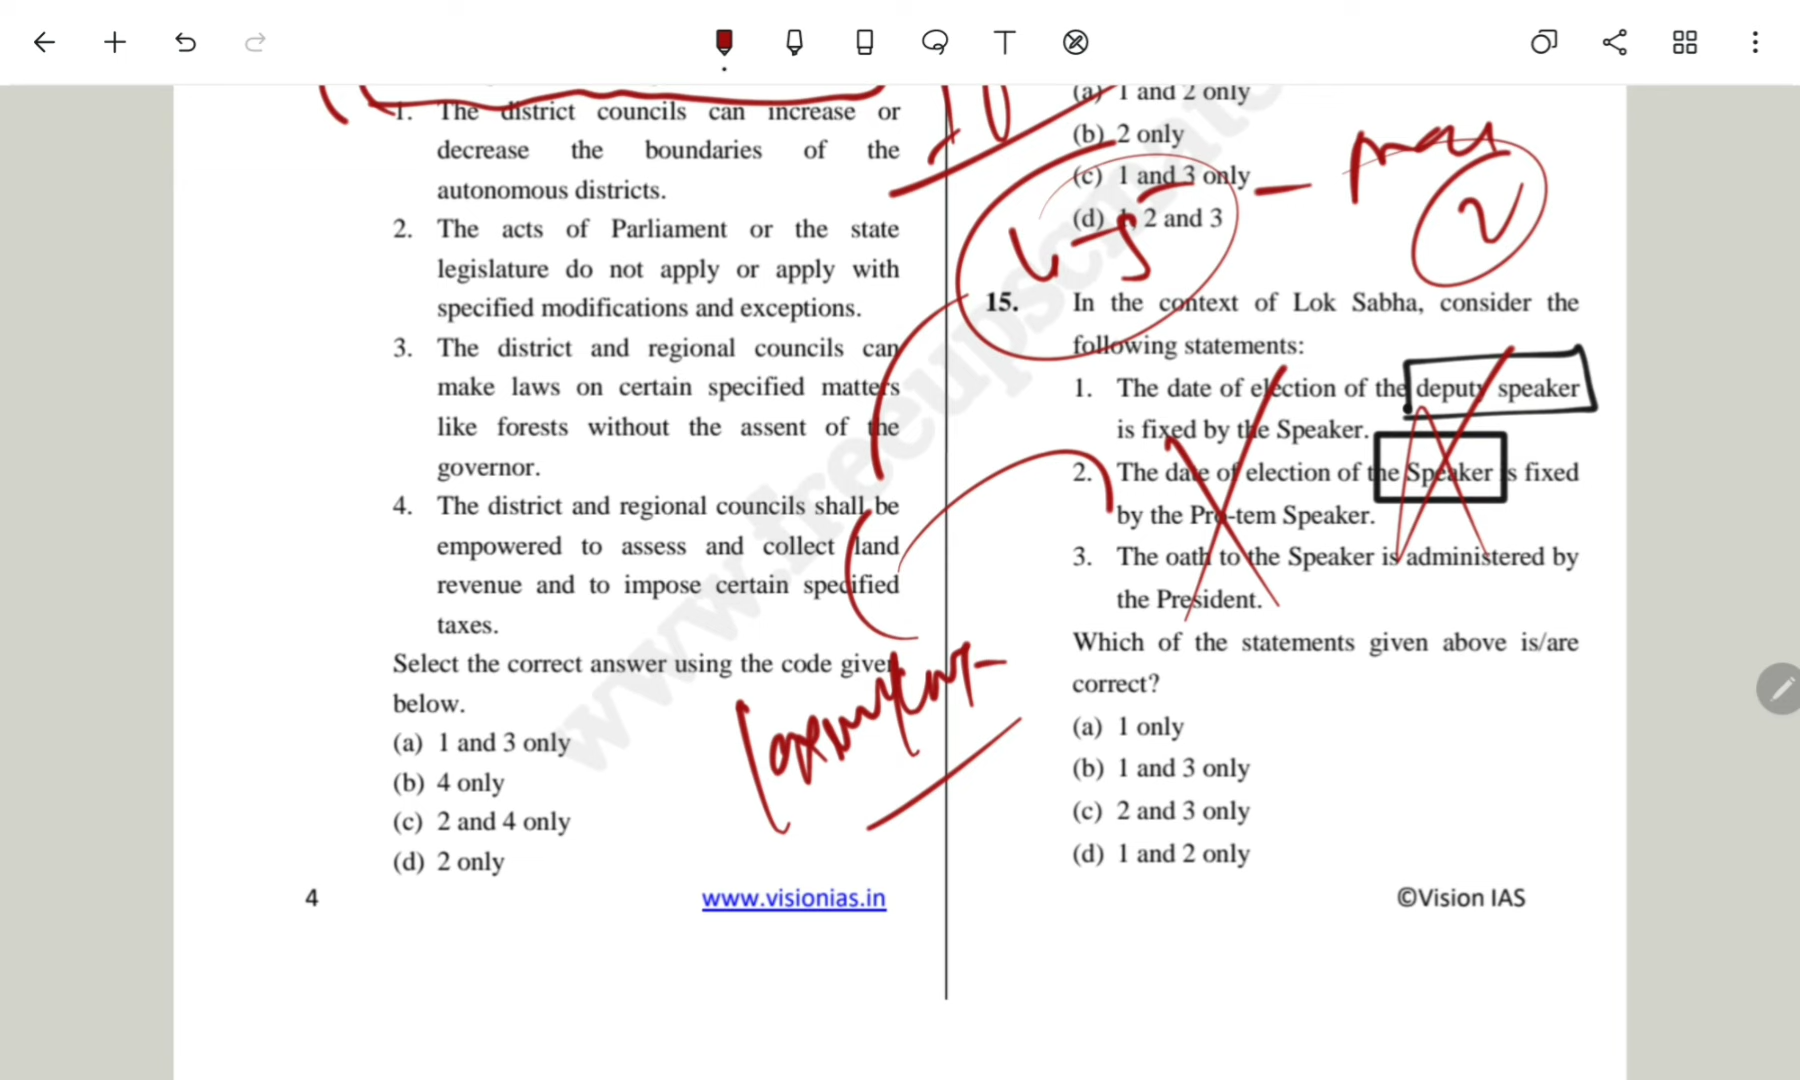 1. The district councils can increase or
decrease the boundaries of the
autonomous districts.
2. The acts of Parliament or the state
legislature do not apply or apply with
specified modifications and exceptions.
3. The district and regional councils can
make laws on certain specified matters
like forests without the assent of the
governor.
4. The district and regional councils shall be
empowered to assess and collect land
revenue and to impose certain specified
taxes.
Select the correct answer using the code given
below.
(a) 1 and 3 only
(b) 4 only
(c) 2 and 4 only
(d) 2 only
4
www.visionias.in
(a) 1 and 2 only
(b) 2 only
(c) 1 and 3 only
(d) 1, 2 and 3
15. In the context of Lok Sabha, consider the
following statements:
1. The date of election of the deputy speaker
is fixed by the Speaker.
2. The date of election of the Speaker is fixed
by the Pro-tem Speaker.
3. The oath to the Speaker is administered by
the President.
Which of the statements given above is/are
correct?
(a) 1 only
(b) 1 and 3 only
(c) 2 and 3 only
(d) 1 and 2 only
©Vision IAS